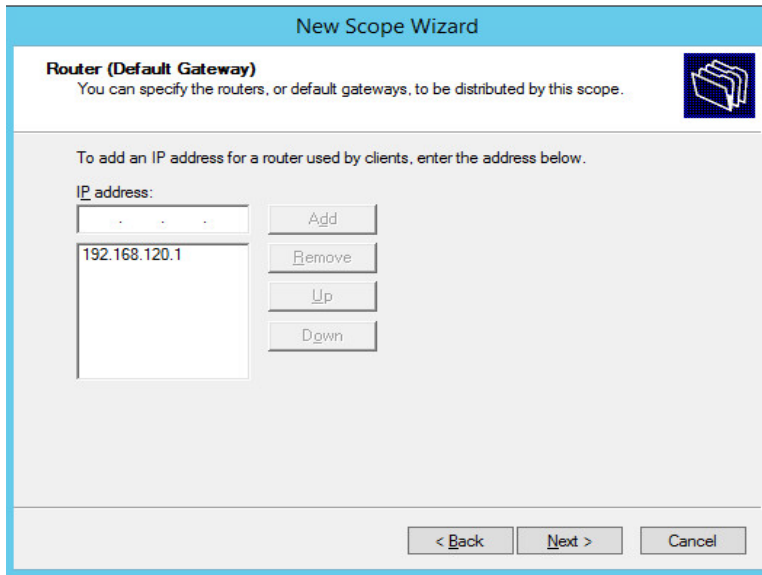 New Scope Wizard
Router (Default Gateway)
You can specify the routers, or default gateways, to be distributed by this scope.
To add an IP address for a router used by clients, enter the address below.
IP address:
. . .
Add
192.168.120.1
Remove
Up
Down
< Back
Next >
Cancel